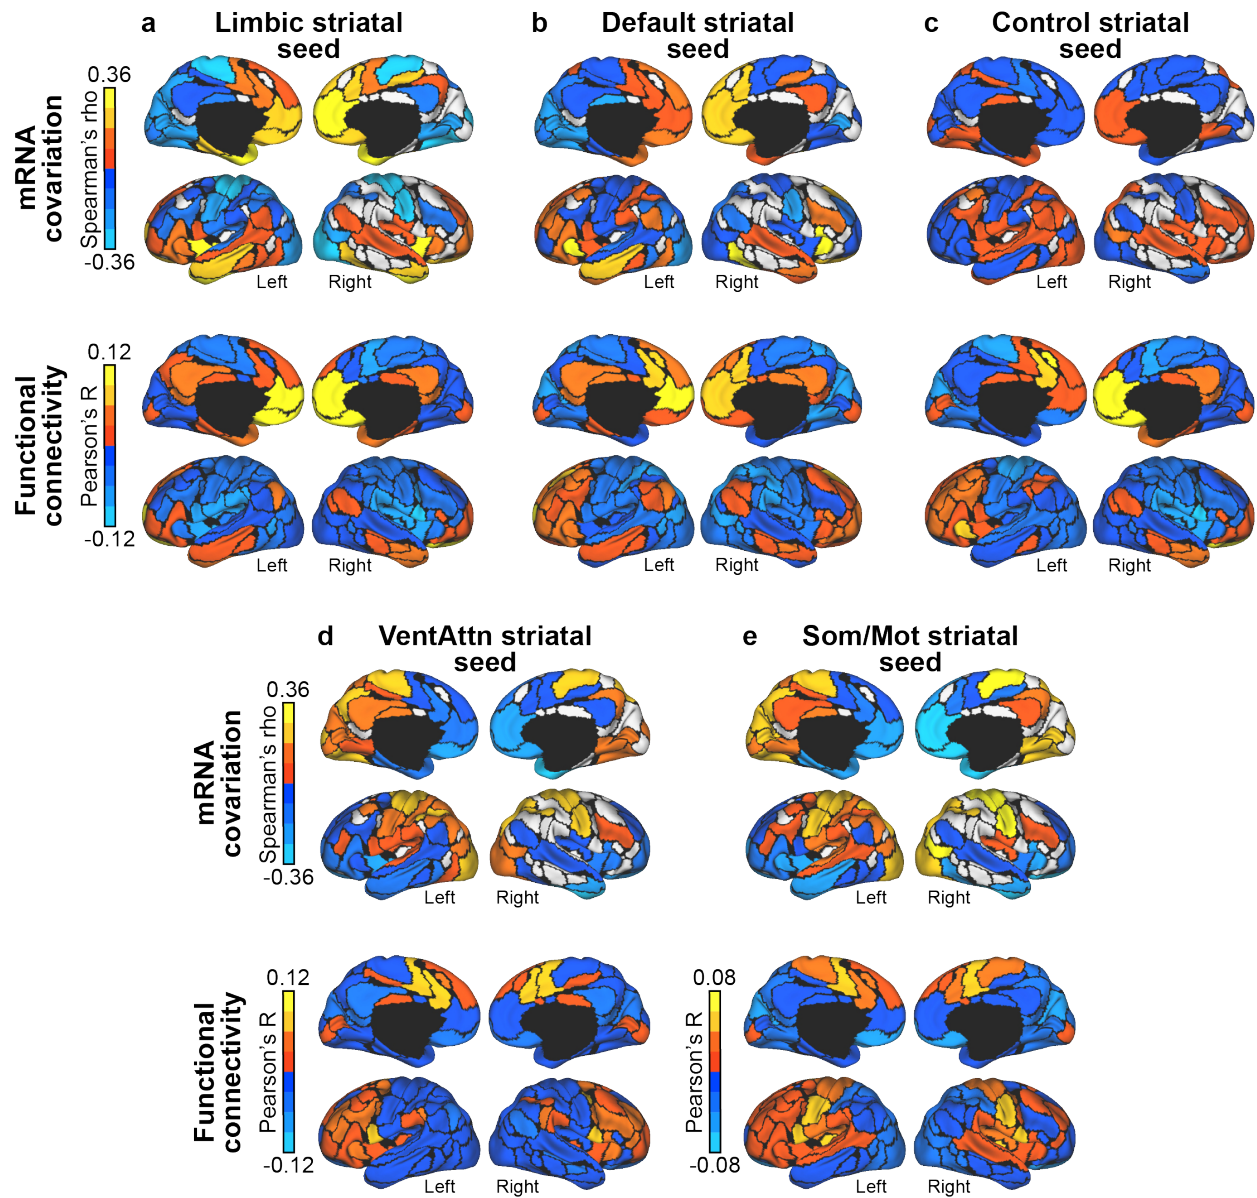 a Limbic striatal seed
b Default striatal seed
c Control striatal seed
mRNA covariation
Spearman's rho
0.36
-0.36
Left
Right
Left
Right
Left
Right
Functional connectivity
Pearson's R
0.12
-0.12
Left
Right
Left
Right
Left
Right
d VentAttn striatal seed
e Som/Mot striatal seed
mRNA covariation
Spearman's rho
0.36
-0.36
Left
Right
Left
Right
Functional connectivity
Pearson's R
0.12
-0.12
Left
Right
Pearson's R
0.08
-0.08
Left
Right